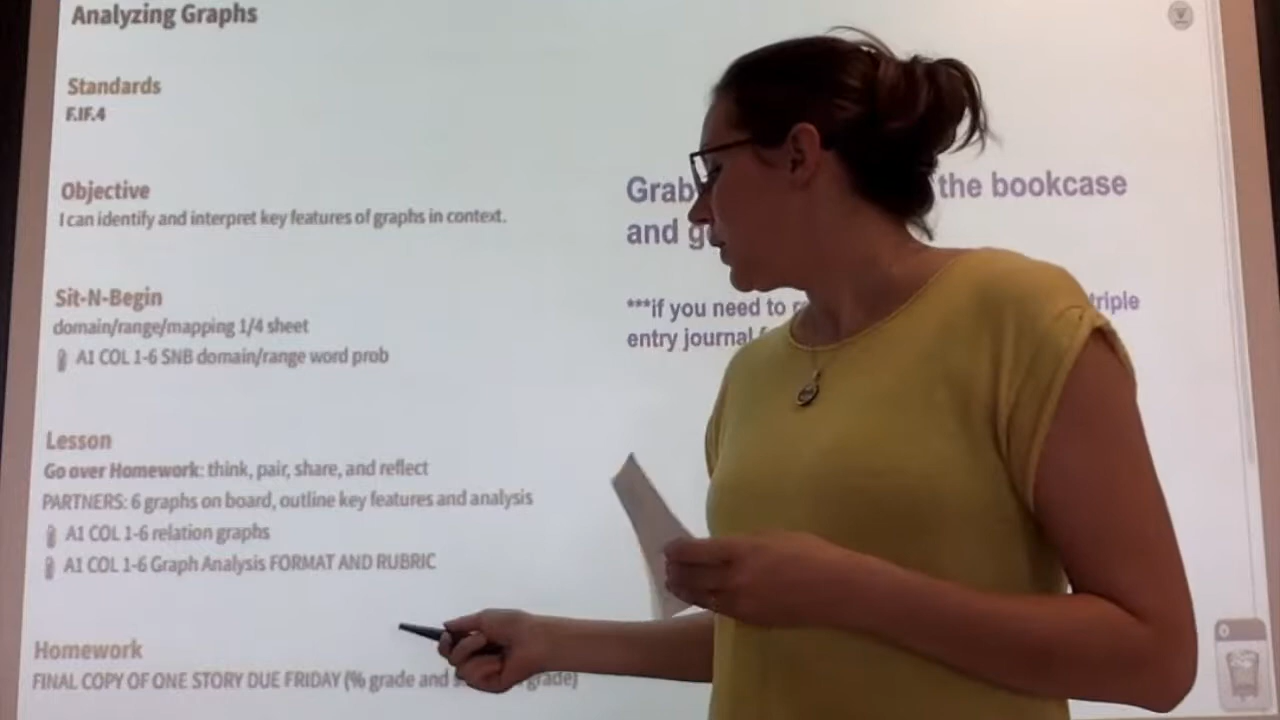 Analyzing Graphs
Standards
F.IF.4
Objective
I can identify and interpret key features of graphs in context.
Sit-N-Begin
domain/range/mapping 1/4 sheet
A1 COL 1-6 SNB domain/range word prob
Lesson
Go over Homework: think, pair, share, and reflect
PARTNERS: 6 graphs on board, outline key features and analysis
A1 COL 1-6 relation graphs
A1 COL 1-6 Graph Analysis FORMAT AND RUBRIC
Homework
FINAL COPY OF ONE STORY DUE FRIDAY (% grade and grade)
Grab the bookcase
and
***if you need to triple
entry journal